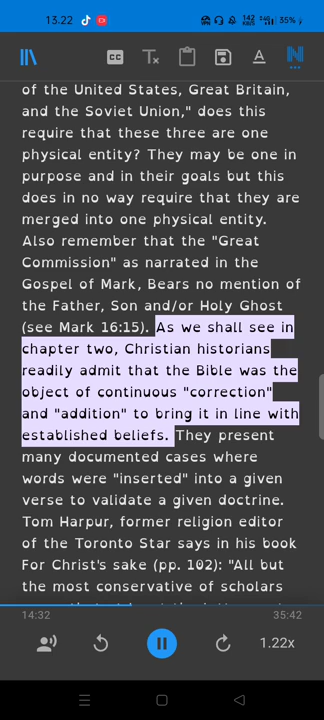 13.22
142
35%
CC
T×
A
N
of the United States, Great Britain,
and the Soviet Union," does this
require that these three are one
physical entity? They may be one in
purpose and in their goals but this
does in no way require that they are
merged into one physical entity.
Also remember that the "Great
Commission" as narrated in the
Gospel of Mark, Bears no mention of
the Father, Son and/or Holy Ghost
(see Mark 16:15). As we shall see in
chapter two, Christian historians
readily admit that the Bible was the
object of continuous "correction"
and "addition" to bring it in line with
established beliefs. They present
many documented cases where
words were "inserted" into a given
verse to validate a given doctrine.
Tom Harpur, former religion editor
of the Toronto Star says in his book
For Christ's sake (pp. 102): "All but
the most conservative of scholars
14:32
35:42
1.22x